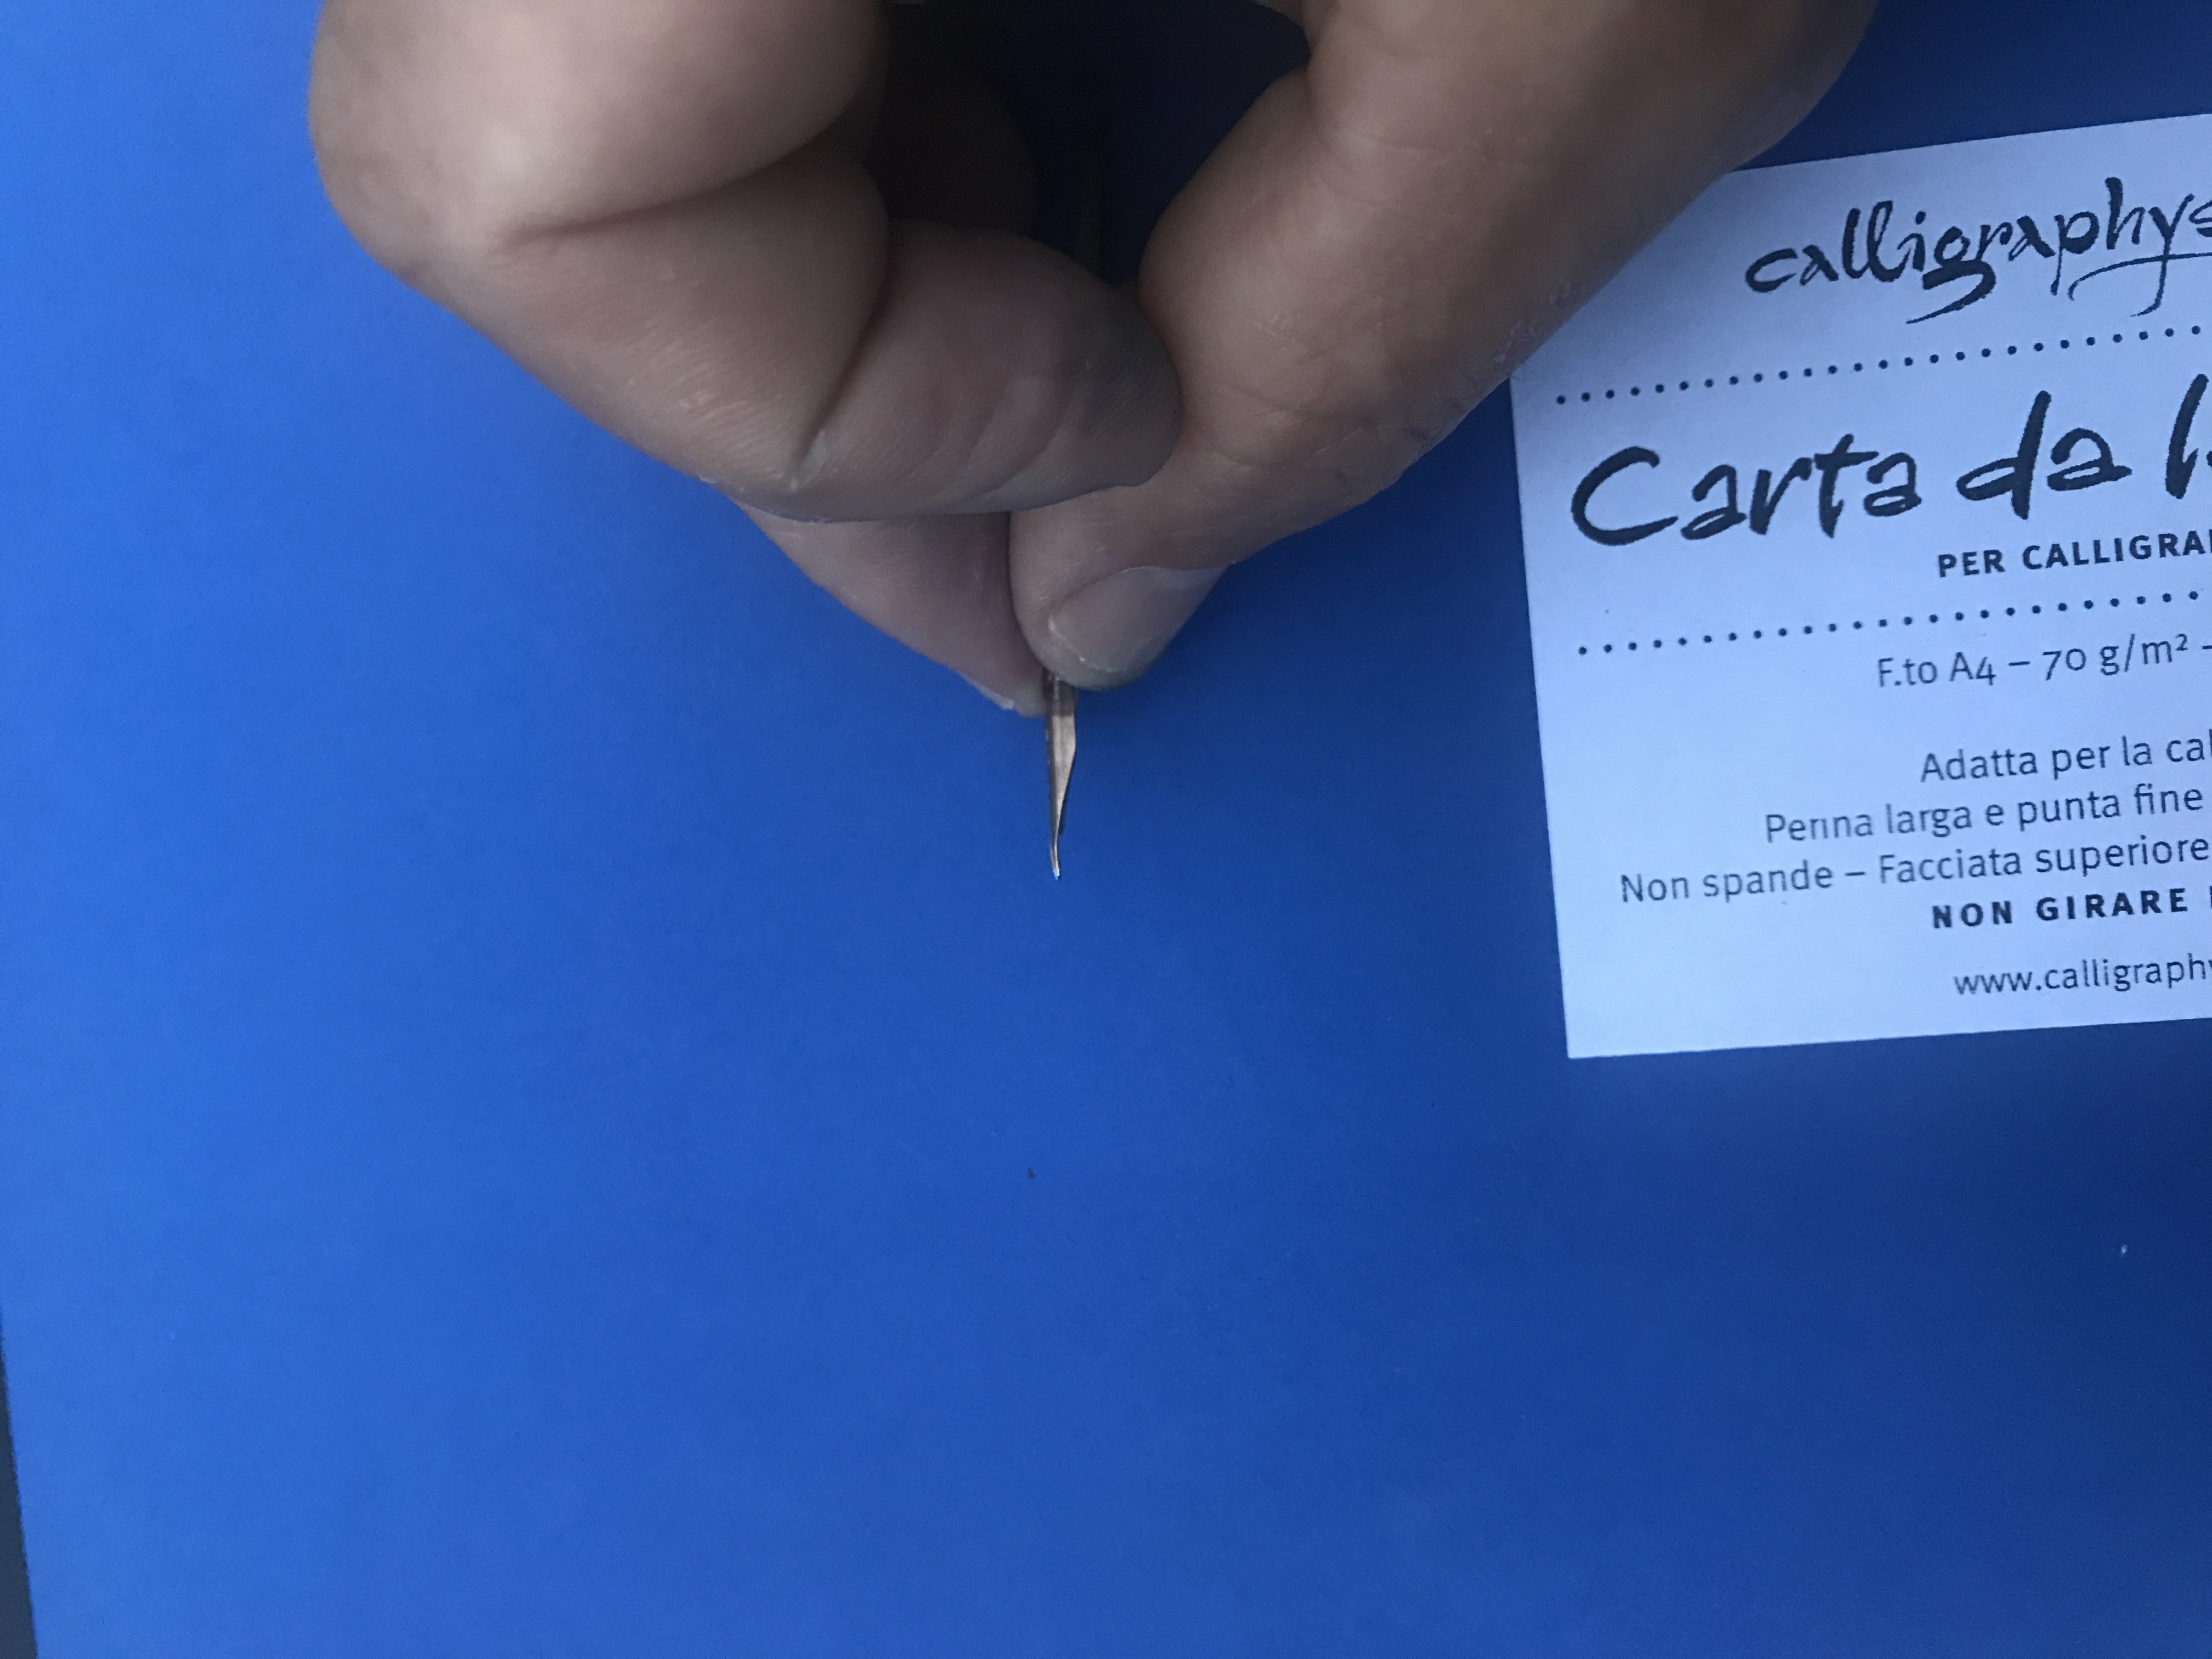 calligraphy
Carta da
PER
F.to A4 – 70 g/m² -
Adatta per la
Penna larga e punta fine
Non spande – Facciata superiore
NON GIRARE